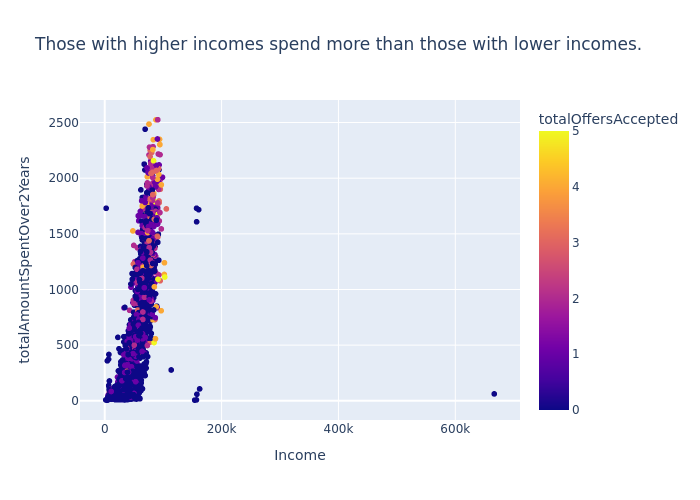 Those with higher incomes spend more than those with lower incomes.
totalOffersAccepted
5
4
3
2
1
0
totalAmountSpentOver2Years
2500
2000
1500
1000
500
0
0
200k
400k
600k
Income